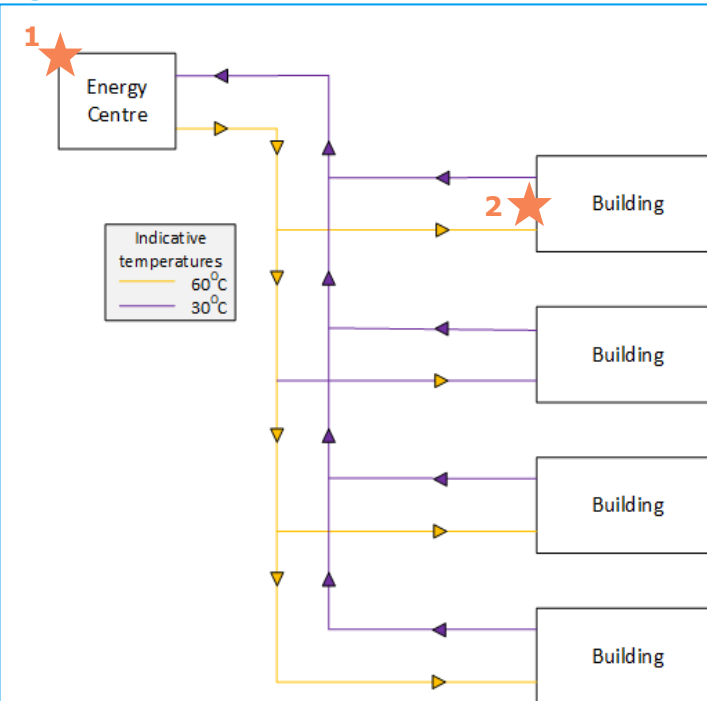 1
Energy
Centre
2
Building
Indicative
temperatures
60°C
30°C
Building
Building
Building